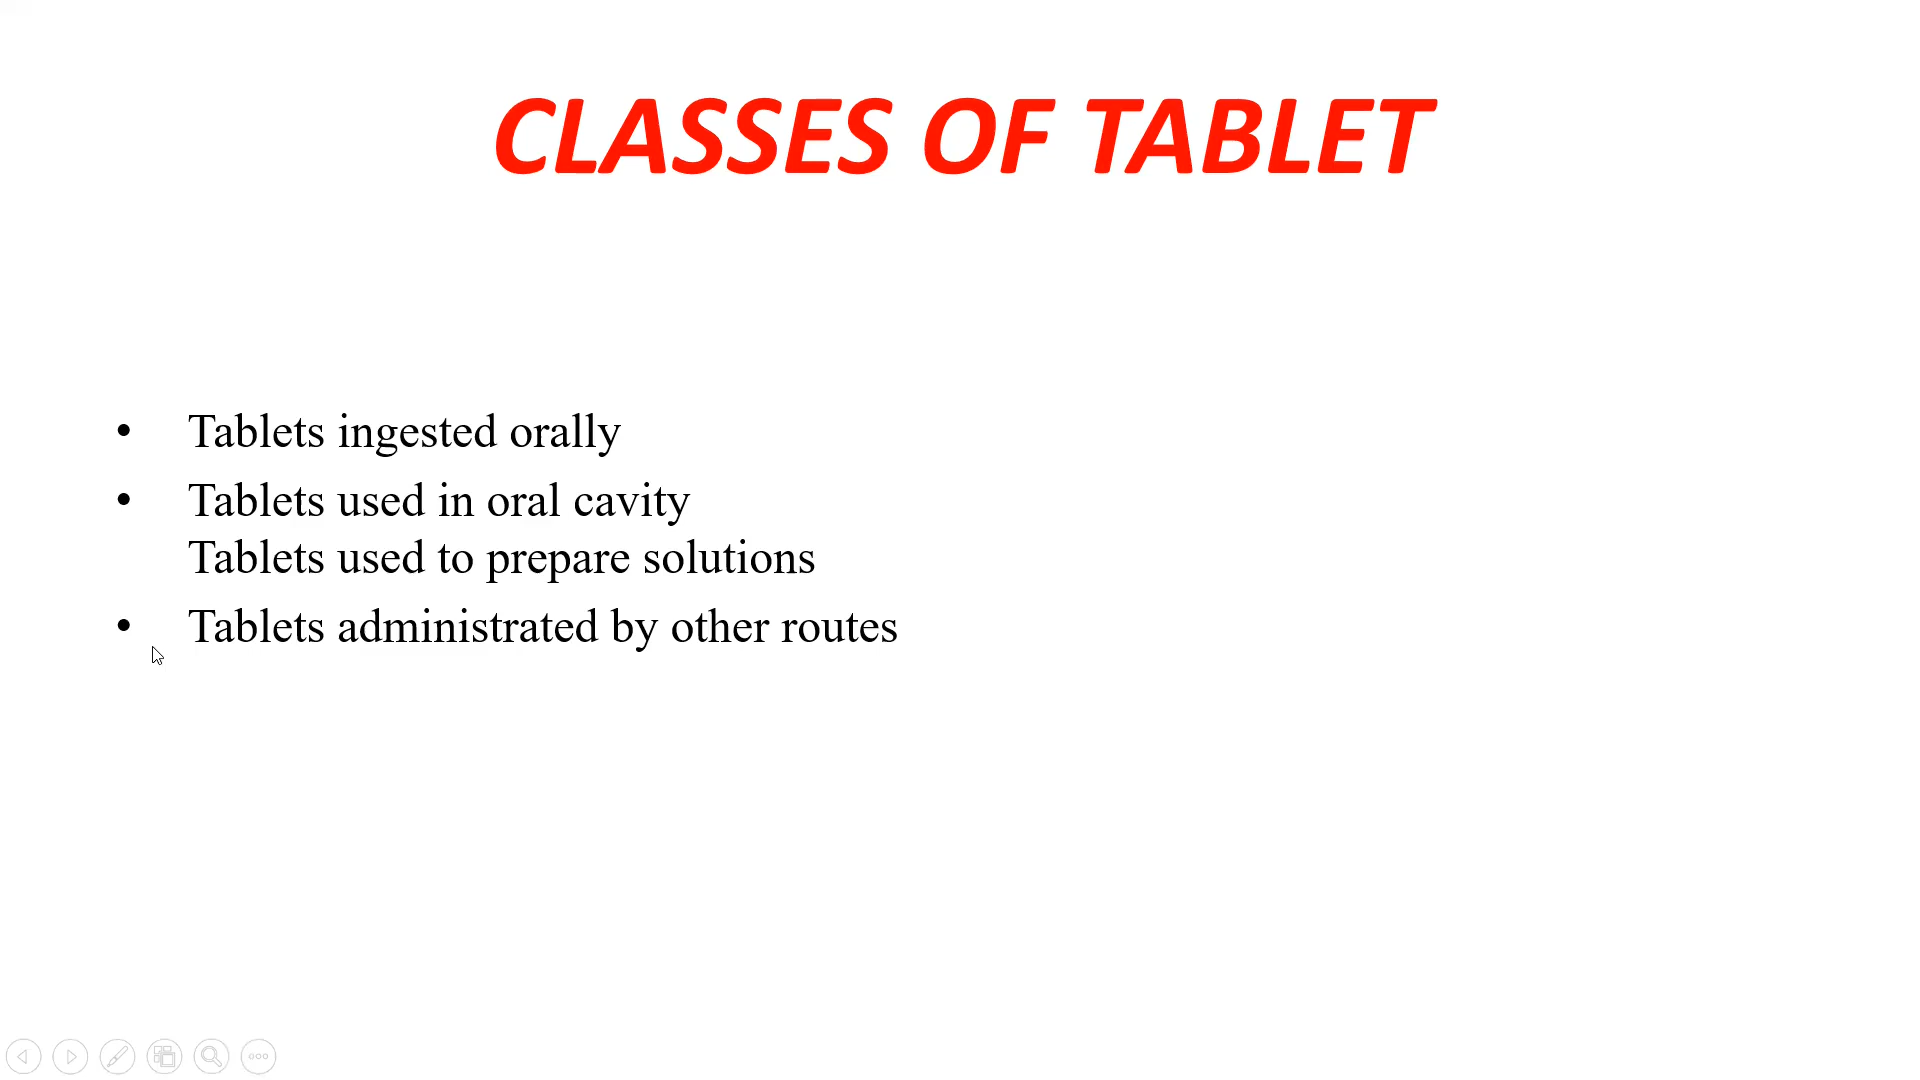 CLASSES OF TABLET
• Tablets ingested orally
• Tablets used in oral cavity
Tablets used to prepare solutions
• Tablets administrated by other routes